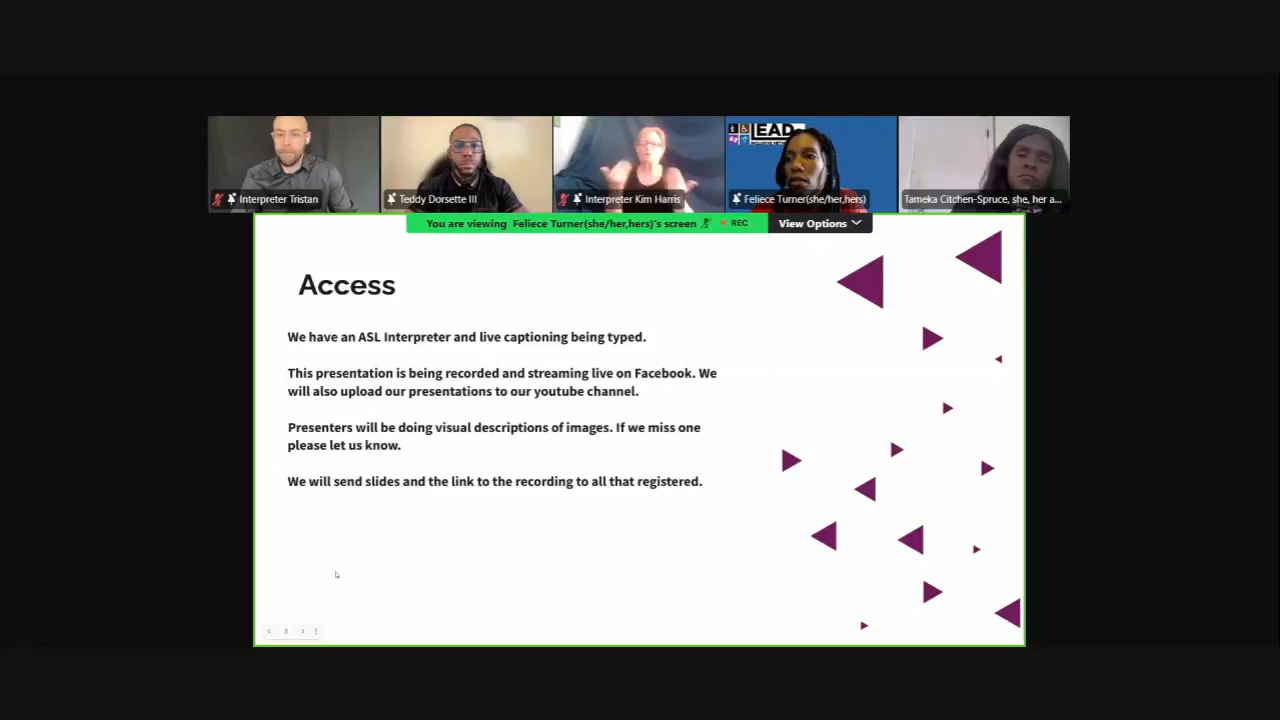 LEAD
Interpreter Tristan
Teddy Dorsette III
Interpreter Kim Harris
Feliece Turner(she/her,hers)
Tameka Citchen-Spruce, she, her a...
You are viewing Feliece Turner(she/her,hers)'s screen REC View Options
Access
We have an ASL Interpreter and live captioning being typed.
This presentation is being recorded and streaming live on Facebook. We
will also upload our presentations to our youtube channel.
Presenters will be doing visual descriptions of images. If we miss one
please let us know.
We will send slides and the link to the recording to all that registered.
3